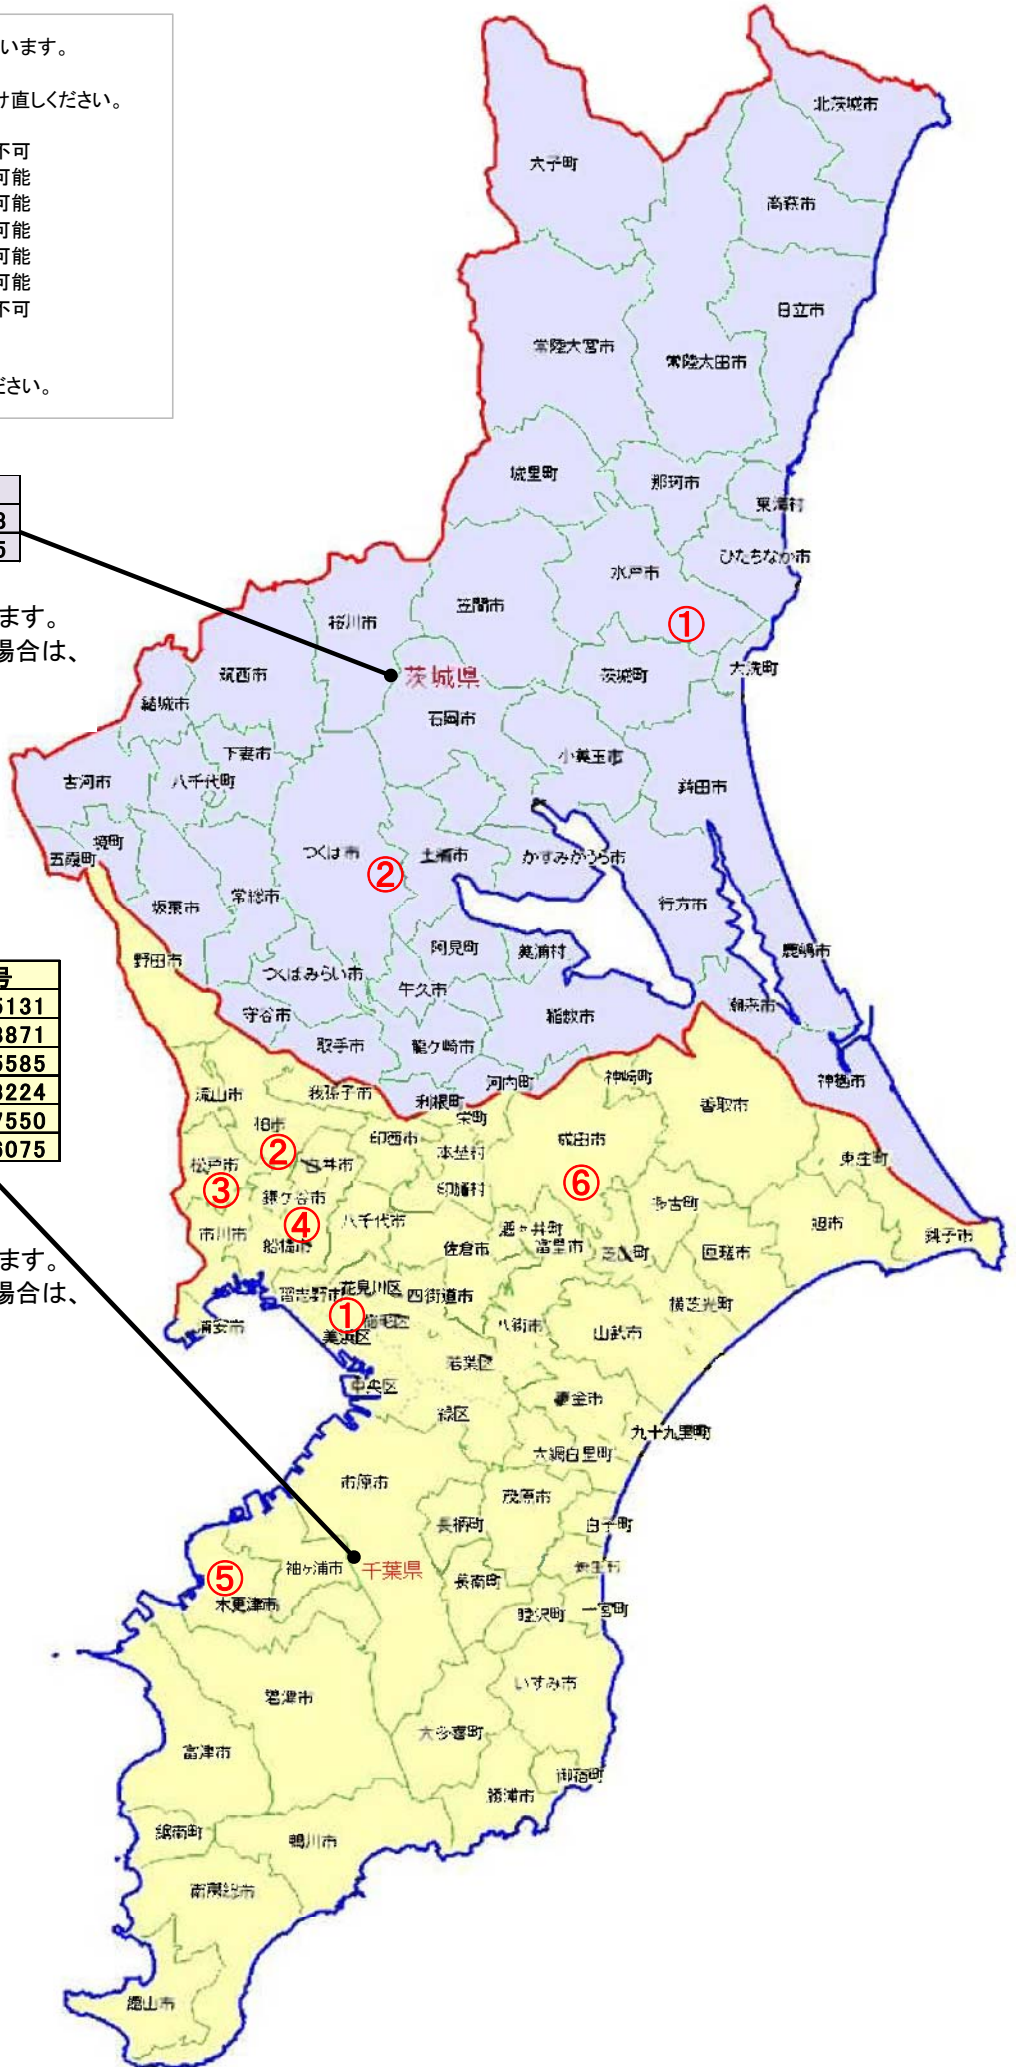 います。
け直しください。
不可
可能
可能
可能
可能
可能
不可
ださい。
北茨城市
大子町
高萩市
日立市
常陸大宮市
常陸太田市
城里町
那珂市
東海村
8
5
ひたちなか市
水戸市
笠間市
桜川市
①
ます。
場合は、
筑西市
茨城県
茨城町
大洗町
結城市
石岡市
下妻市
小美玉市
古河市
八千代町
鉾田市
境町
五霞町
つくば市
土浦市
かすみがうら市
②
常総市
坂東市
行方市
阿見町
美浦村
鹿嶋市
野田市
つくばみらい市
牛久市
潮来市
守谷市
稲敷市
取手市
龍ケ崎市
号
5131
3871
5585
3224
7550
6075
河内町
神崎町
神栖市
流山市
我孫子市
利根町
香取市
栄町
柏市
印西市
成田市
②
本埜村
東庄町
松戸市
白井市
③
印旛村
⑥
鎌ケ谷市
多古町
④
八千代市
酒々井町
旭市
市川市
船橋市
佐倉市
富里市
芝山町
匝瑳市
銚子市
ます。
場合は、
習志野市
花見川区
四街道市
横芝光町
①
稲毛区
浦安市
美浜区
八街市
山武市
若葉区
中央区
東金市
緑区
九十九里町
大網白里町
市原市
茂原市
長柄町
白子町
袖ヶ浦市
千葉県
長生村
⑤
長南町
木更津市
睦沢町
一宮町
いすみ市
君津市
大多喜町
富津市
御宿町
勝浦市
鋸南町
鴨川市
南房総市
館山市